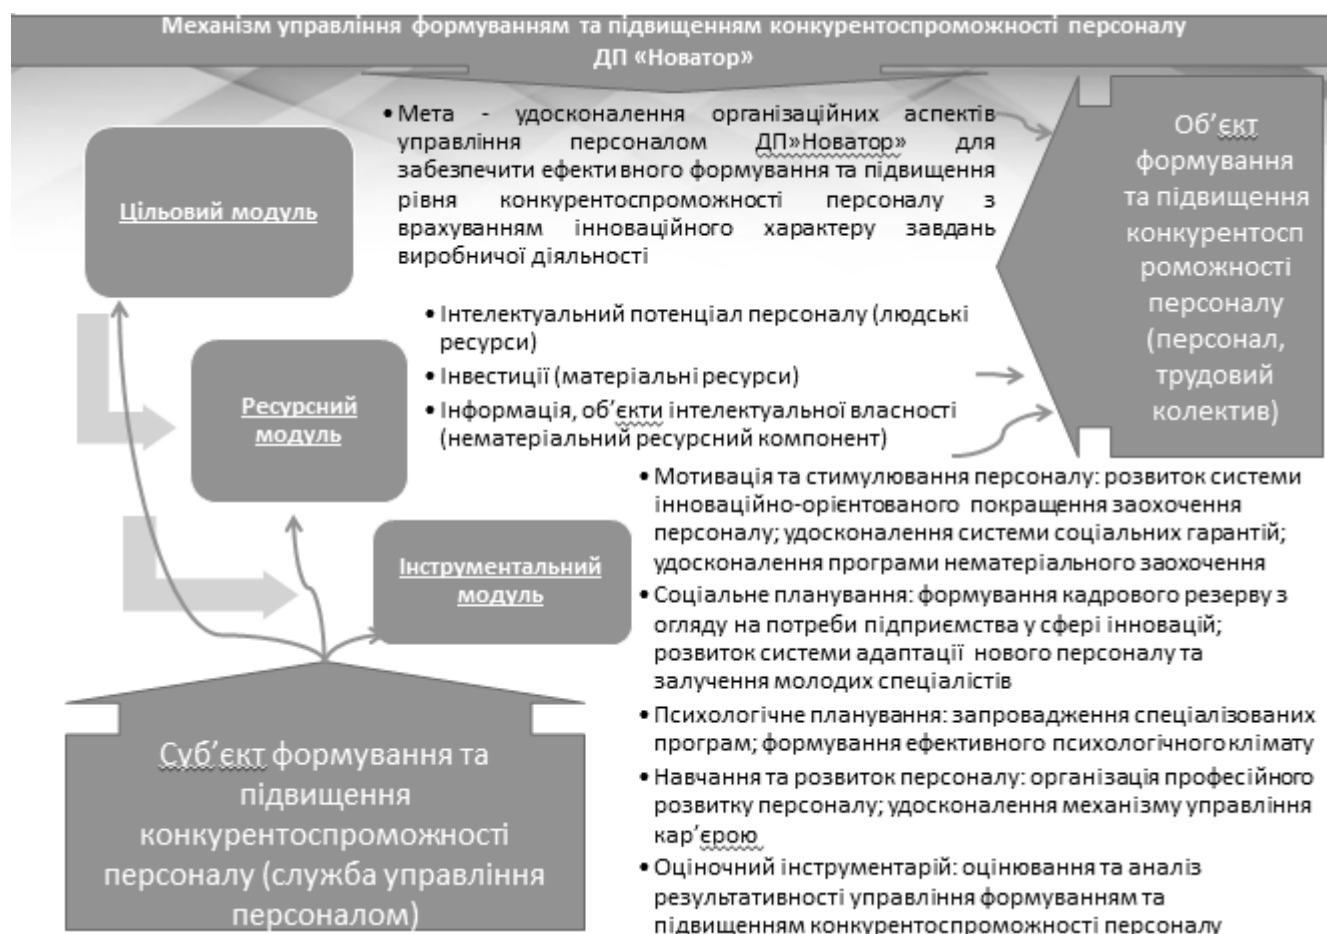 Механізм управління формуванням та підвищенням конкурентоспроможності персоналу
ДП «Новатор»
Цільовий модуль
• Мета - удосконалення організаційних аспектів
управління персоналом ДП»Новатор» для
забезпечити ефективного формування та підвищення
рівня конкурентоспроможності персоналу з
врахуванням інноваційного характеру завдань
виробничої діяльності
Об’єкт
формування
та підвищення
конкурентосп
роможності
персоналу
(персонал,
трудовий
колектив)
Ресурсний
модуль
• Інтелектуальний потенціал персоналу (людські
ресурси)
• Інвестиції (матеріальні ресурси)
• Інформація, об’єкти інтелектуальної власності
(нематеріальний ресурсний компонент)
Інструментальний
модуль
• Мотивація та стимулювання персоналу: розвиток системи
інноваційно-орієнтованого покращення заохочення
персоналу; удосконалення системи соціальних гарантій;
удосконалення програми нематеріального заохочення
• Соціальне планування: формування кадрового резерву з
огляду на потреби підприємства у сфері інновацій;
розвиток системи адаптації нового персоналу та
залучення молодих спеціалістів
• Психологічне планування: запровадження спеціалізованих
програм; формування ефективного психологічного клімату
• Навчання та розвиток персоналу: організація професійного
розвитку персоналу; удосконалення механізму управління
кар’єрою
• Оціночний інструментарій: оцінювання та аналіз
результативності управління формуванням та
підвищенням конкурентоспроможності персоналу
Суб’єкт формування та
підвищення
конкурентоспроможності
персоналу (служба управління
персоналом)